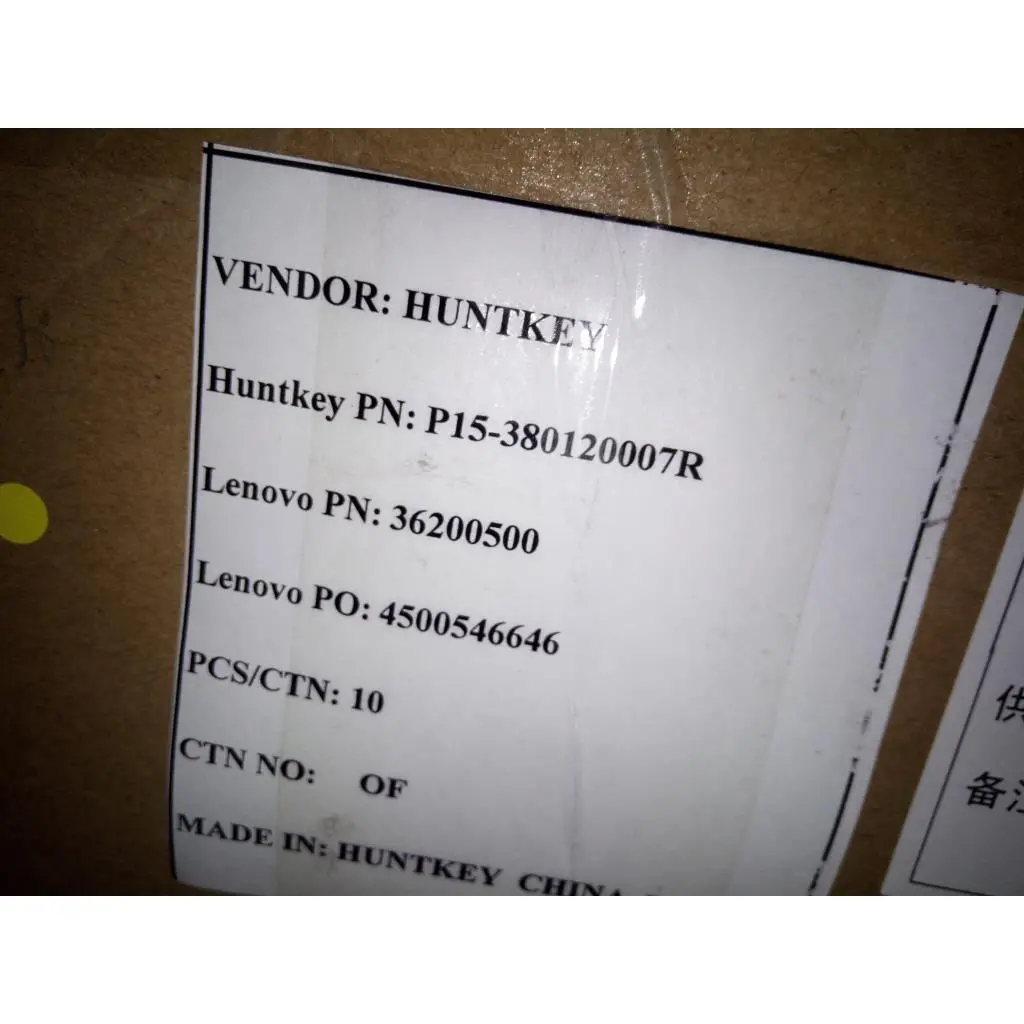 VENDOR: HUNTKEY
Huntkey PN: P15-380120007R
Lenovo PN: 36200500
Lenovo PO: 4500546646
PCS/CTN: 10
CTN NO: OF
MADE IN: HUNTKEY CHINA
供
备注